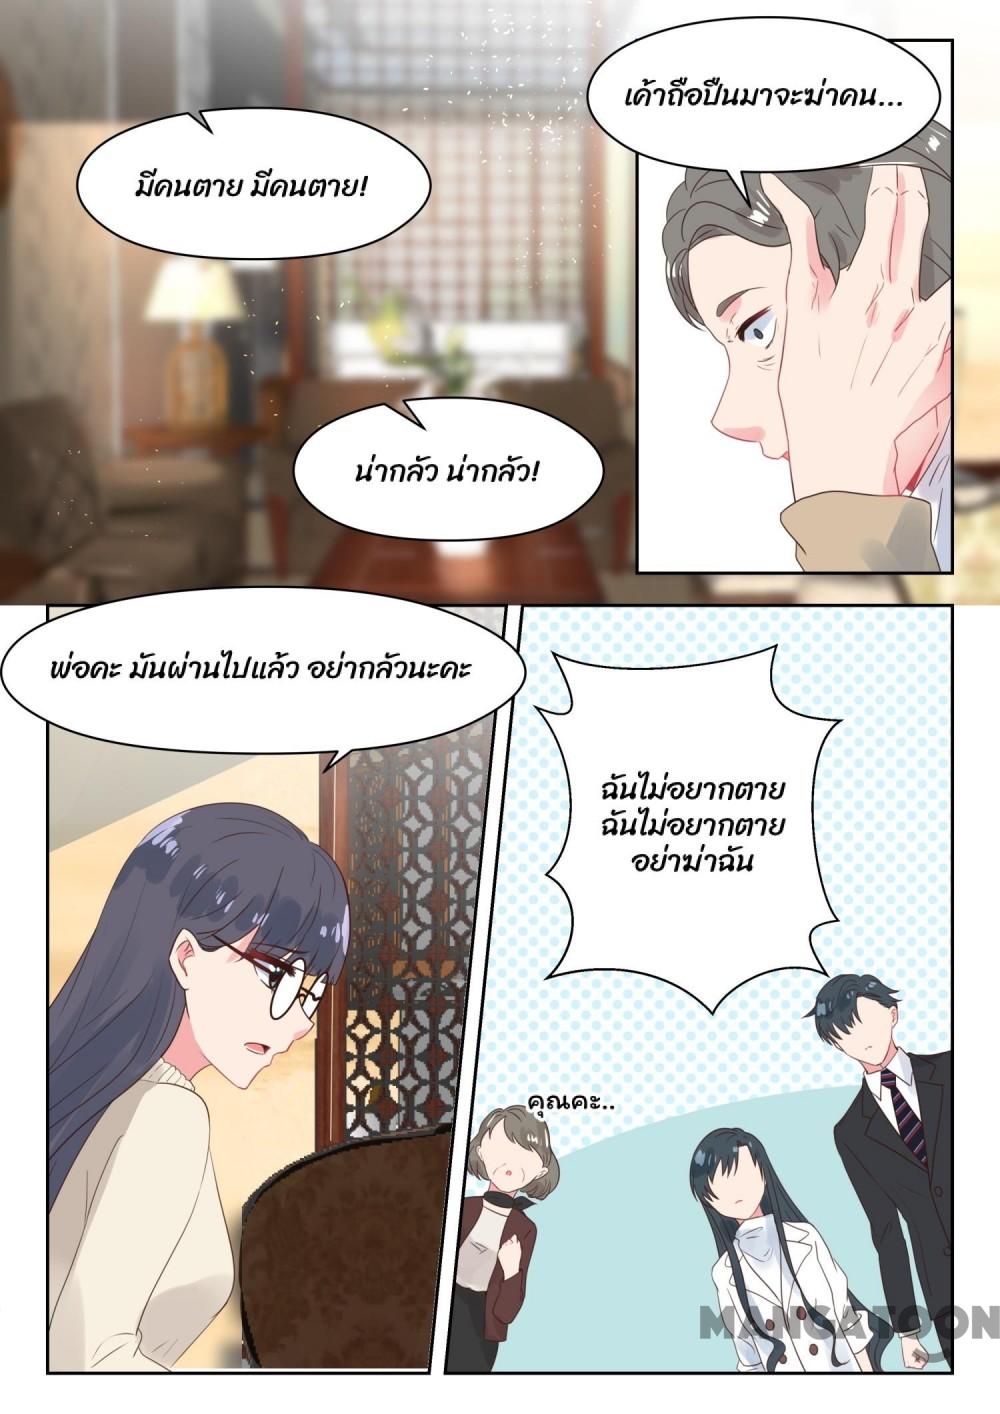 เค้าถือปืนมาจะฆ่าคน...
มีคนตาย มีคนตาย!
น่ากลัว น่ากลัว!
พ่อคะ มันผ่านไปแล้ว อย่ากลัวนะคะ
ฉันไม่อยากตาย
ฉันไม่อยากตาย
อย่าฆ่าฉัน
คุณคะ..
MANGATOON